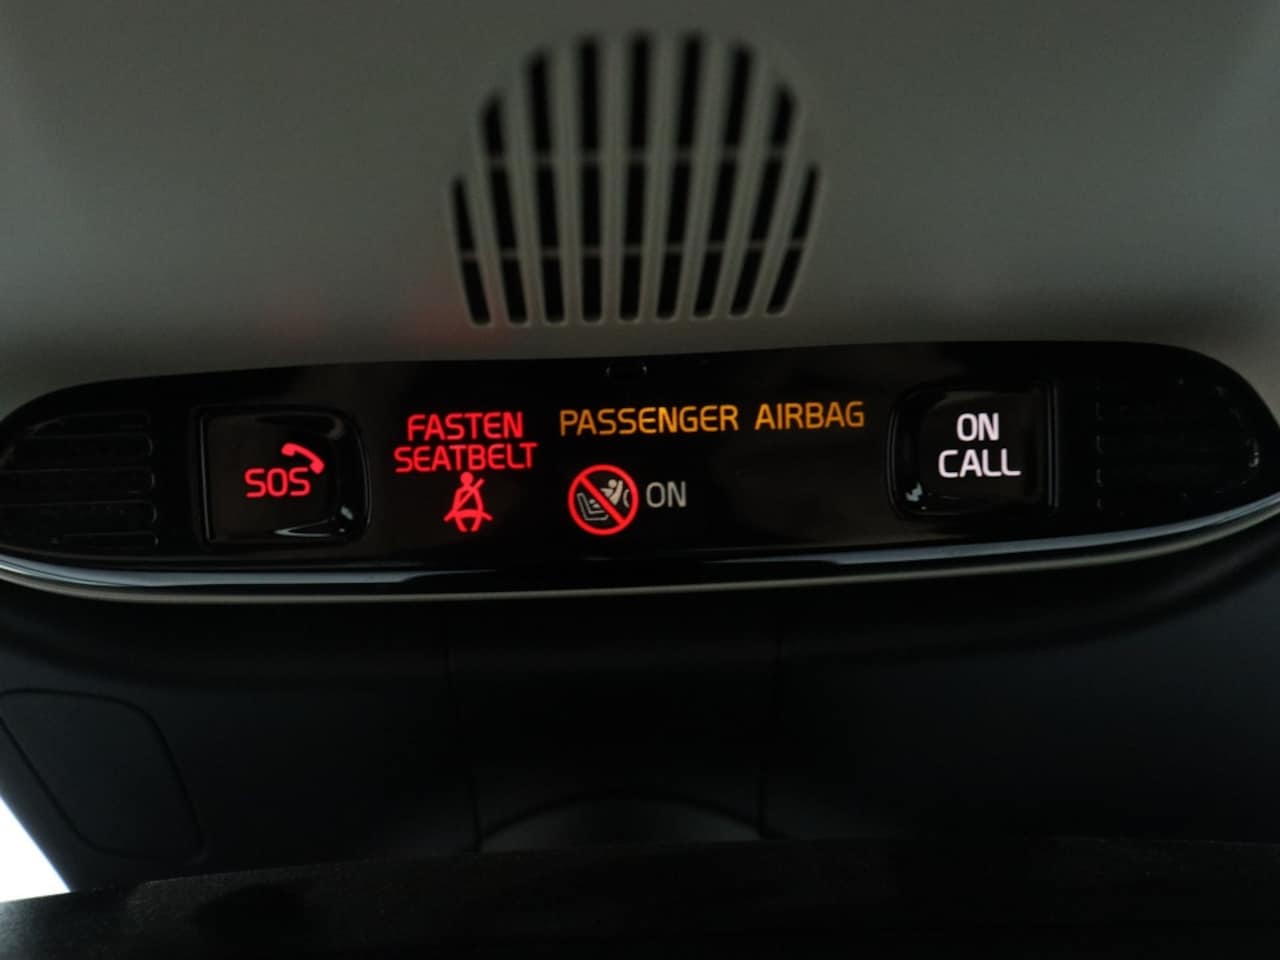 SOS
FASTEN
SEATBELT
PASSENGER AIRBAG
ON
ON
CALL